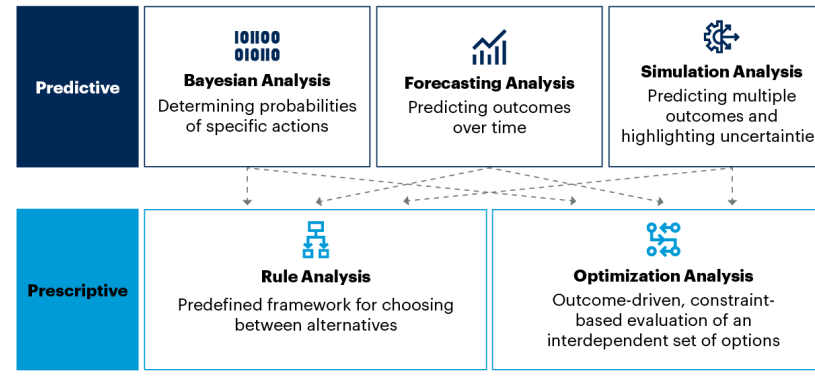 Predictive
101100
010110
Bayesian Analysis
Determining probabilities
of specific actions
Forecasting Analysis
Predicting outcomes
over time
Simulation Analysis
Predicting multiple
outcomes and
highlighting uncertaintie
Prescriptive
Rule Analysis
Predefined framework for choosing
between alternatives
Optimization Analysis
Outcome-driven, constraint-
based evaluation of an
interdependent set of options